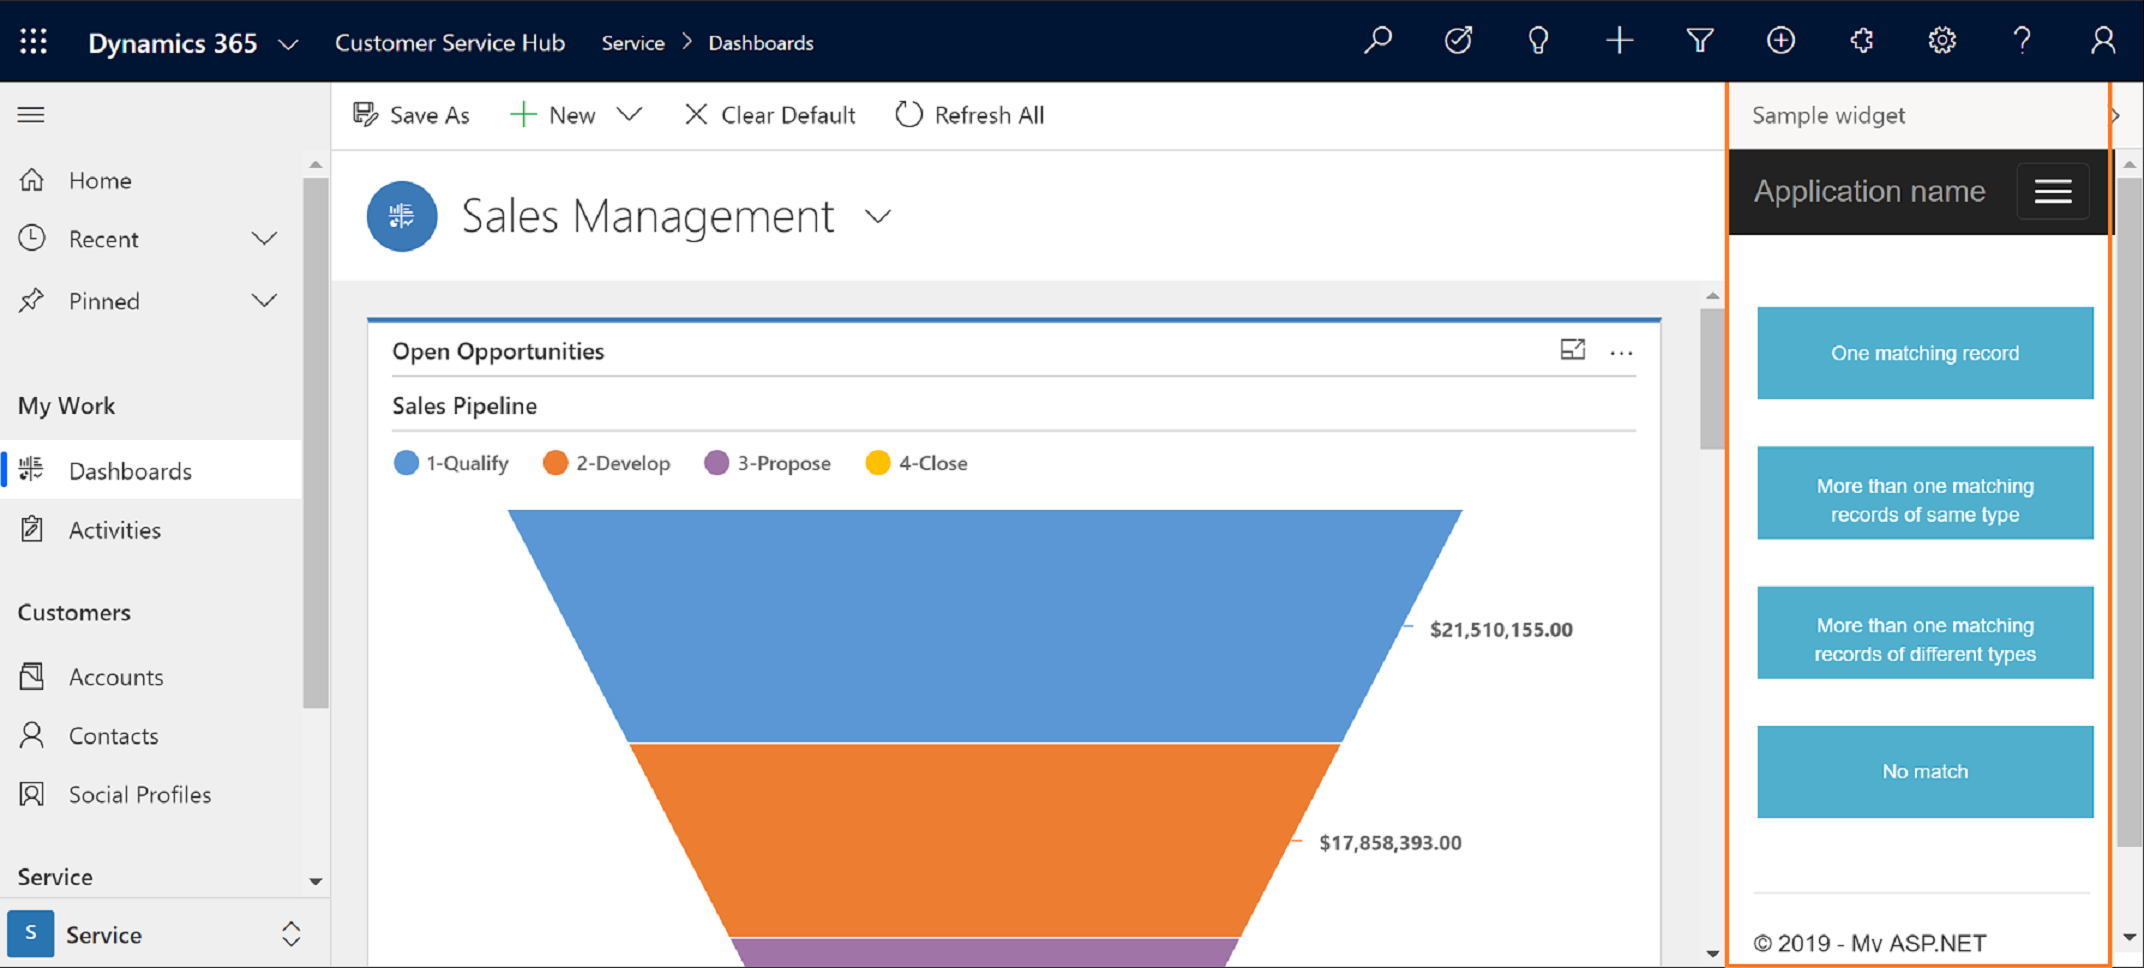 Dynamics 365
Customer Service Hub
Service > Dashboards
Save As
New
Clear Default
Refresh All
Home
Recent
Pinned
My Work
Dashboards
Activities
Customers
Accounts
Contacts
Social Profiles
Service
S
Service
Sales Management
Open Opportunities
...
Sales Pipeline
1-Qualify
2-Develop
3-Propose
4-Close
$21,510,155.00
$17,858,393.00
Sample widget
Application name
One matching record
More than one matching
records of same type
More than one matching
records of different types
No match
© 2019 - My ASP.NET